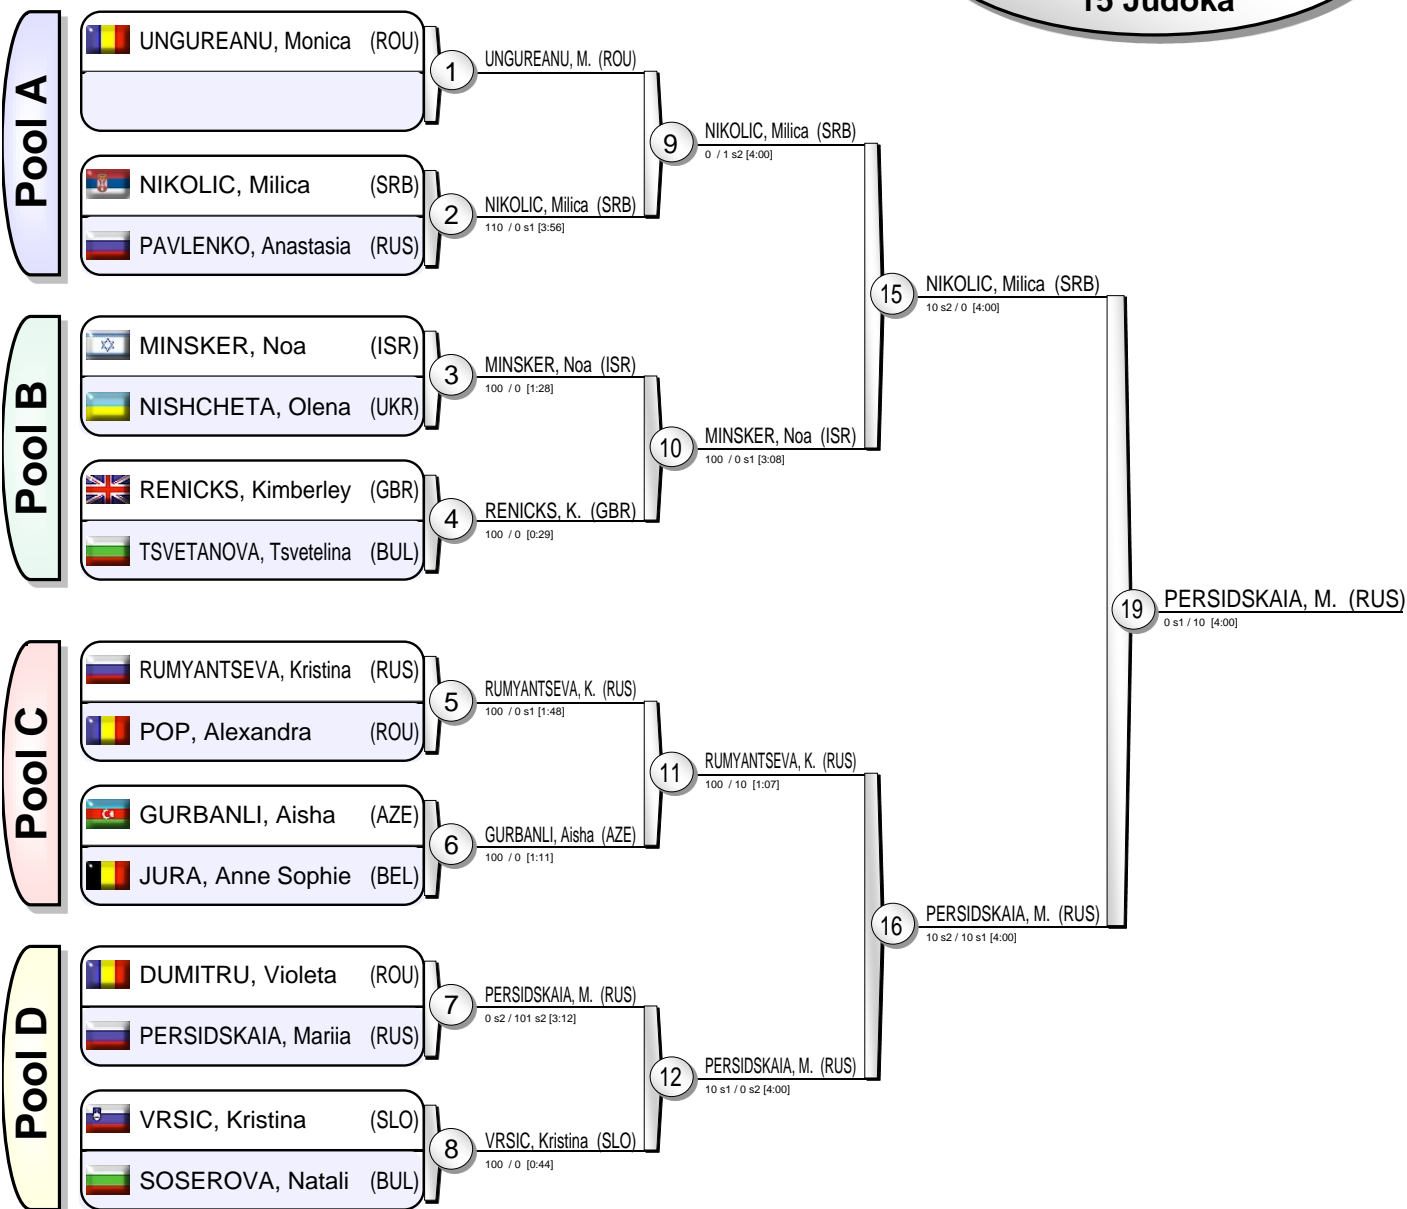 15 Judoka
Pool A
UNGUREANU, Monica (ROU)
NIKOLIC, Milica (SRB)
PAVLENKO, Anastasia (RUS)
Pool B
MINSKER, Noa (ISR)
NISHCHETA, Olena (UKR)
RENICKS, Kimberley (GBR)
TSVETANOVA, Tsvetelina (BUL)
Pool C
RUMYANTSEVA, Kristina (RUS)
POP, Alexandra (ROU)
GURBANLI, Aisha (AZE)
JURA, Anne Sophie (BEL)
Pool D
DUMITRU, Violeta (ROU)
PERSIDSKAIA, Mariia (RUS)
VRSIC, Kristina (SLO)
SOSEROVA, Natali (BUL)
1
UNGUREANU, M. (ROU)
2
NIKOLIC, Milica (SRB)
110 / 0 s1 [3:56]
3
MINSKER, Noa (ISR)
100 / 0 [1:28]
4
RENICKS, K. (GBR)
100 / 0 [0:29]
5
RUMYANTSEVA, K. (RUS)
100 / 0 s1 [1:48]
6
GURBANLI, Aisha (AZE)
100 / 0 [1:11]
7
PERSIDSKAIA, M. (RUS)
0 s2 / 101 s2 [3:12]
8
VRSIC, Kristina (SLO)
100 / 0 [0:44]
9
NIKOLIC, Milica (SRB)
0 / 1 s2 [4:00]
10
MINSKER, Noa (ISR)
100 / 0 s1 [3:08]
11
RUMYANTSEVA, K. (RUS)
100 / 10 [1:07]
12
PERSIDSKAIA, M. (RUS)
10 s1 / 0 s2 [4:00]
15
NIKOLIC, Milica (SRB)
10 s2 / 0 [4:00]
16
PERSIDSKAIA, M. (RUS)
10 s2 / 10 s1 [4:00]
19
PERSIDSKAIA, M. (RUS)
0 s1 / 10 [4:00]